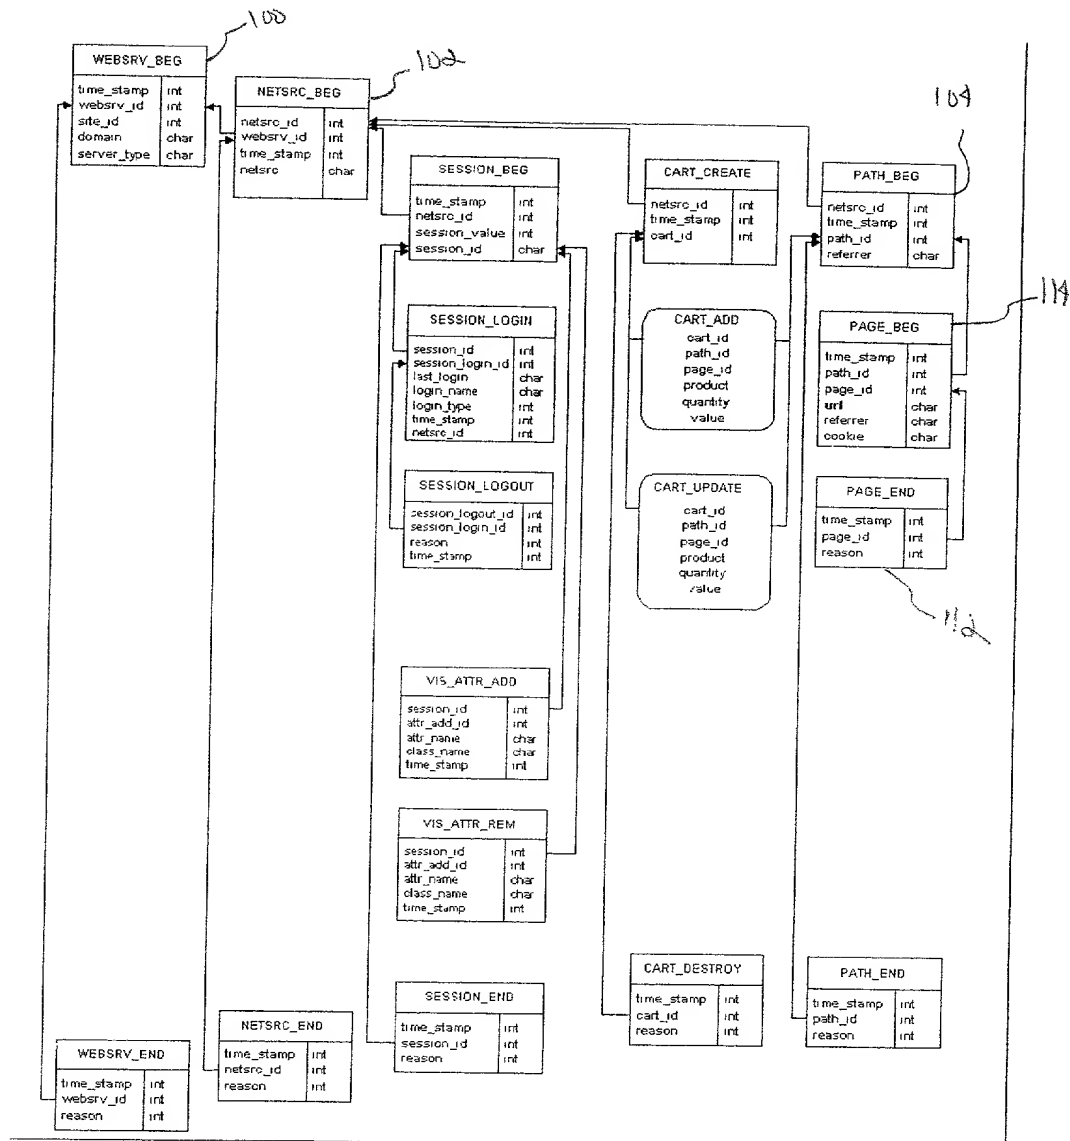 100
WEBSRV_BEG
time_stamp int
websrv_id int
site_id int
domain char
server_type char
102
NETSRC_BEG
netsrc_id int
websrv_id int
time_stamp int
netsrc char
SESSION_BEG
time_stamp int
netsrc_id int
session_value int
session_id char
CART_CREATE
netsrc_id int
time_stamp int
cart_id int
104
PATH_BEG
netsrc_id int
time_stamp int
path_id int
referrer char
SESSION_LOGIN
session_id int
session_login_id int
last_login char
login_name char
login_type int
time_stamp int
netsrc_id int
CART_ADD
cart_id
path_id
page_id
product
quantity
value
114
PAGE_BEG
time_stamp int
path_id int
page_id int
url char
referrer char
cookie char
SESSION_LOGOUT
session_logout_id int
session_login_id int
reason int
time_stamp int
CART_UPDATE
cart_id
path_id
page_id
product
quantity
value
PAGE_END
time_stamp int
page_id int
reason int
112
VIS_ATTR_ADD
session_id int
attr_add_id int
attr_name char
class_name char
time_stamp int
VIS_ATTR_REM
session_id int
attr_add_id int
attr_name char
class_name char
time_stamp int
CART_DESTROY
time_stamp int
cart_id int
reason int
PATH_END
time_stamp int
path_id int
reason int
SESSION_END
time_stamp int
session_id int
reason int
NETSRC_END
time_stamp int
netsrc_id int
reason int
WEBSRV_END
time_stamp int
websrv_id int
reason int